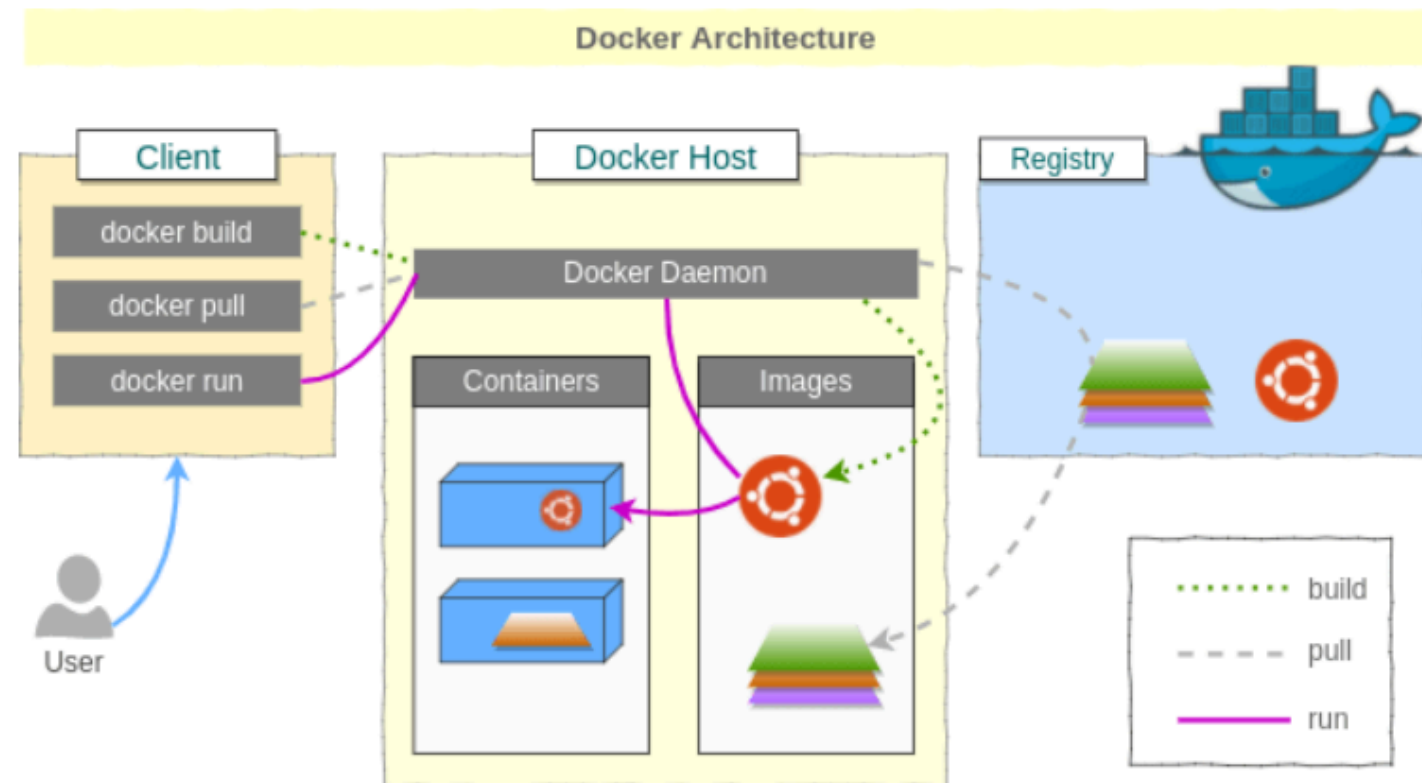 Docker Architecture
Client
docker build
docker pull
docker run
User
Docker Host
Docker Daemon
Containers
Images
Registry
build
pull
run